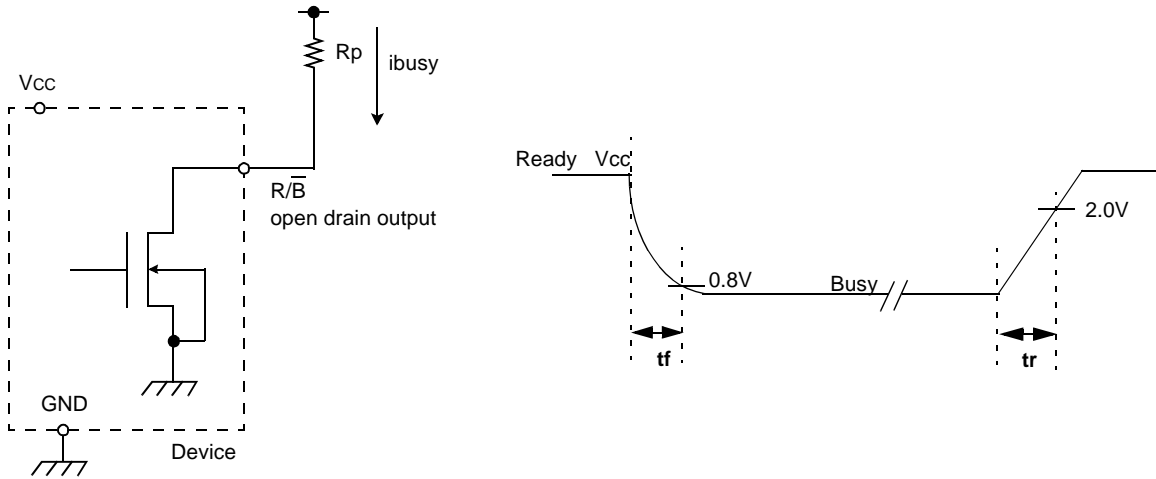 Rp
ibusy
VCC
R/B̅
open drain output
GND
Device
Ready Vcc
2.0V
0.8V
Busy
tf
tr